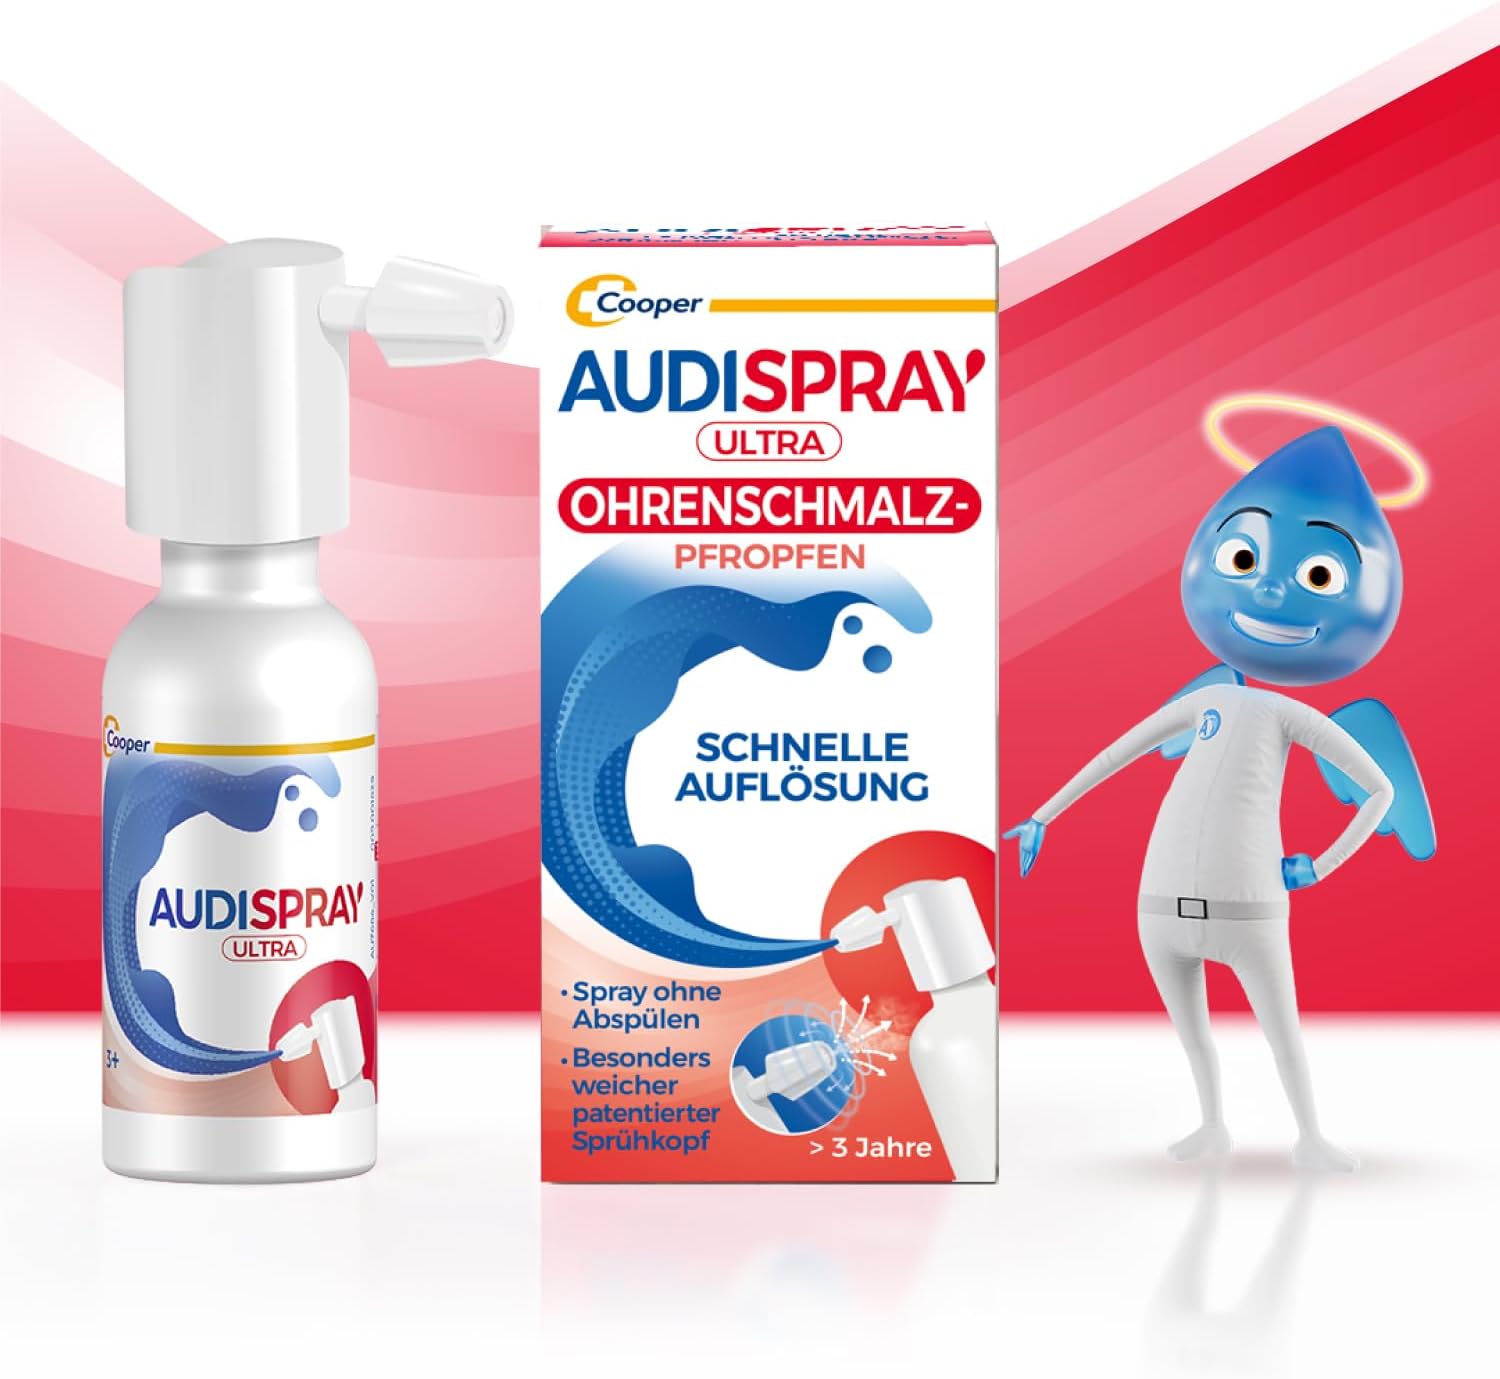 Cooper
AUDISPRAY
ULTRA
OHRENSCHMALZ-
PFROPFEN
SCHNELLE
AUFLÖSUNG
• Spray ohne
Abspülen
• Besonders
weicher
patentierter
Sprühkopf
> 3 Jahre
Cooper
AUDISPRAY
ULTRA
3+
A